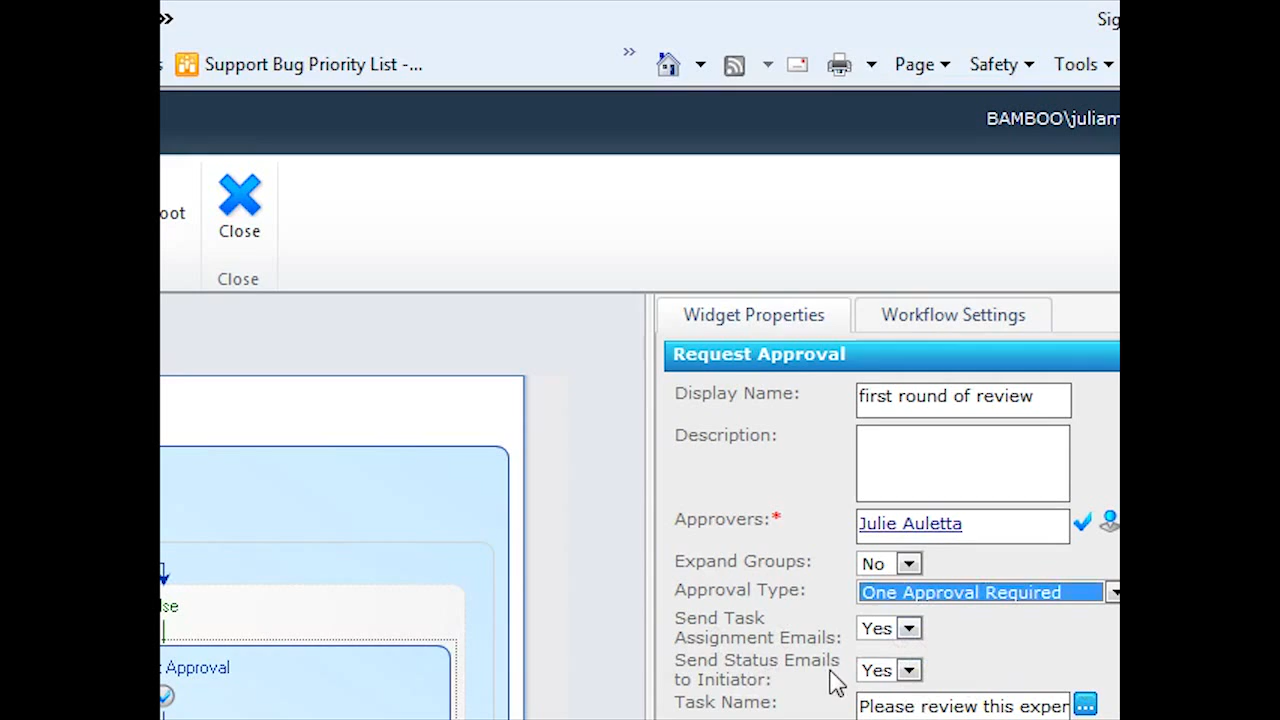 »
Sig
Support Bug Priority List -...
»
Page
Safety
Tools
BAMBOO\juliam
oot
Close
Close
Widget Properties
Workflow Settings
Request Approval
Display Name:
first round of review
Description:
Approvers:*
Julie Auletta
Expand Groups:
No
Approval Type:
One Approval Required
Send Task
Assignment Emails:
Yes
Send Status Emails
to Initiator:
Yes
Task Name:
Please review this exper
...
lse
Approval